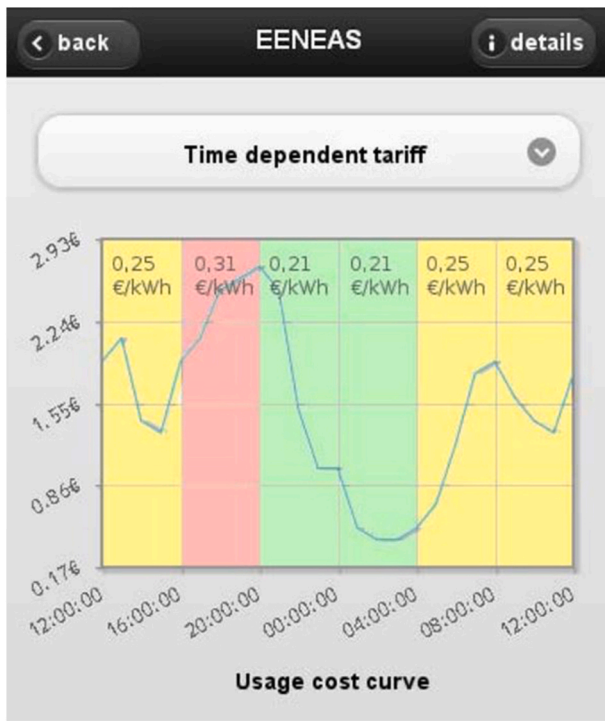 back
EENEAS
details
Time dependent tariff
2.93€
2.24€
1.55€
0.86€
0.17€
0,25
€/kWh
0,31
€/kWh
0,21
€/kWh
0,21
€/kWh
0,25
€/kWh
0,25
€/kWh
12:00:00
16:00:00
20:00:00
00:00:00
04:00:00
08:00:00
12:00:00
Usage cost curve